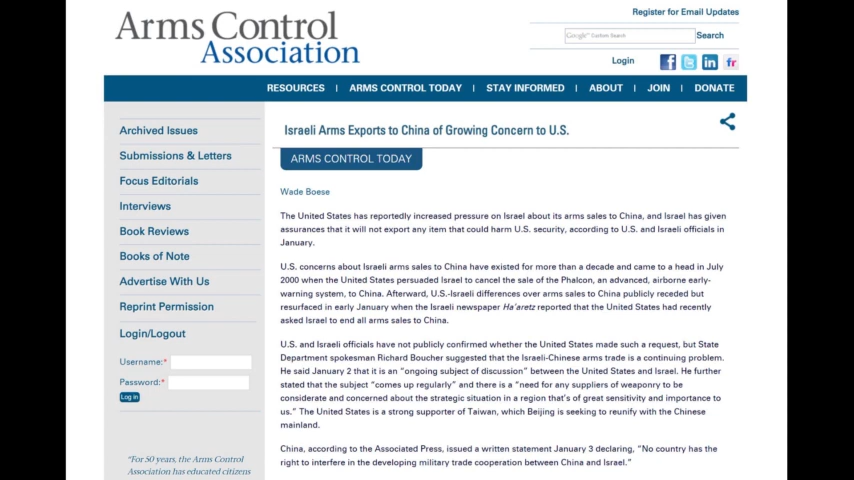 Arms Control
Association
Register for Email Updates
Google™ Custom Search
Search
Login
RESOURCES | ARMS CONTROL TODAY | STAY INFORMED | ABOUT | JOIN | DONATE
Archived Issues
Submissions & Letters
Focus Editorials
Interviews
Book Reviews
Books of Note
Advertise With Us
Reprint Permission
Login/Logout
Username:*
Password:*
Log in
"For 50 years, the Arms Control
Association has educated citizens
Israeli Arms Exports to China of Growing Concern to U.S.
ARMS CONTROL TODAY
Wade Boese
The United States has reportedly increased pressure on Israel about its arms sales to China, and Israel has given
assurances that it will not export any item that could harm U.S. security, according to U.S. and Israeli officials in
January.
U.S. concerns about Israeli arms sales to China have existed for more than a decade and came to a head in July
2000 when the United States persuaded Israel to cancel the sale of the Phalcon, an advanced, airborne early-
warning system, to China. Afterward, U.S.-Israeli differences over arms sales to China publicly receded but
resurfaced in early January when the Israeli newspaper Ha'aretz reported that the United States had recently
asked Israel to end all arms sales to China.
U.S. and Israeli officials have not publicly confirmed whether the United States made such a request, but State
Department spokesman Richard Boucher suggested that the Israeli-Chinese arms trade is a continuing problem.
He said January 2 that it is an "ongoing subject of discussion" between the United States and Israel. He further
stated that the subject "comes up regularly" and there is a "need for any suppliers of weaponry to be
considerate and concerned about the strategic situation in a region that's of great sensitivity and importance to
us." The United States is a strong supporter of Taiwan, which Beijing is seeking to reunify with the Chinese
mainland.
China, according to the Associated Press, issued a written statement January 3 declaring, "No country has the
right to interfere in the developing military trade cooperation between China and Israel."